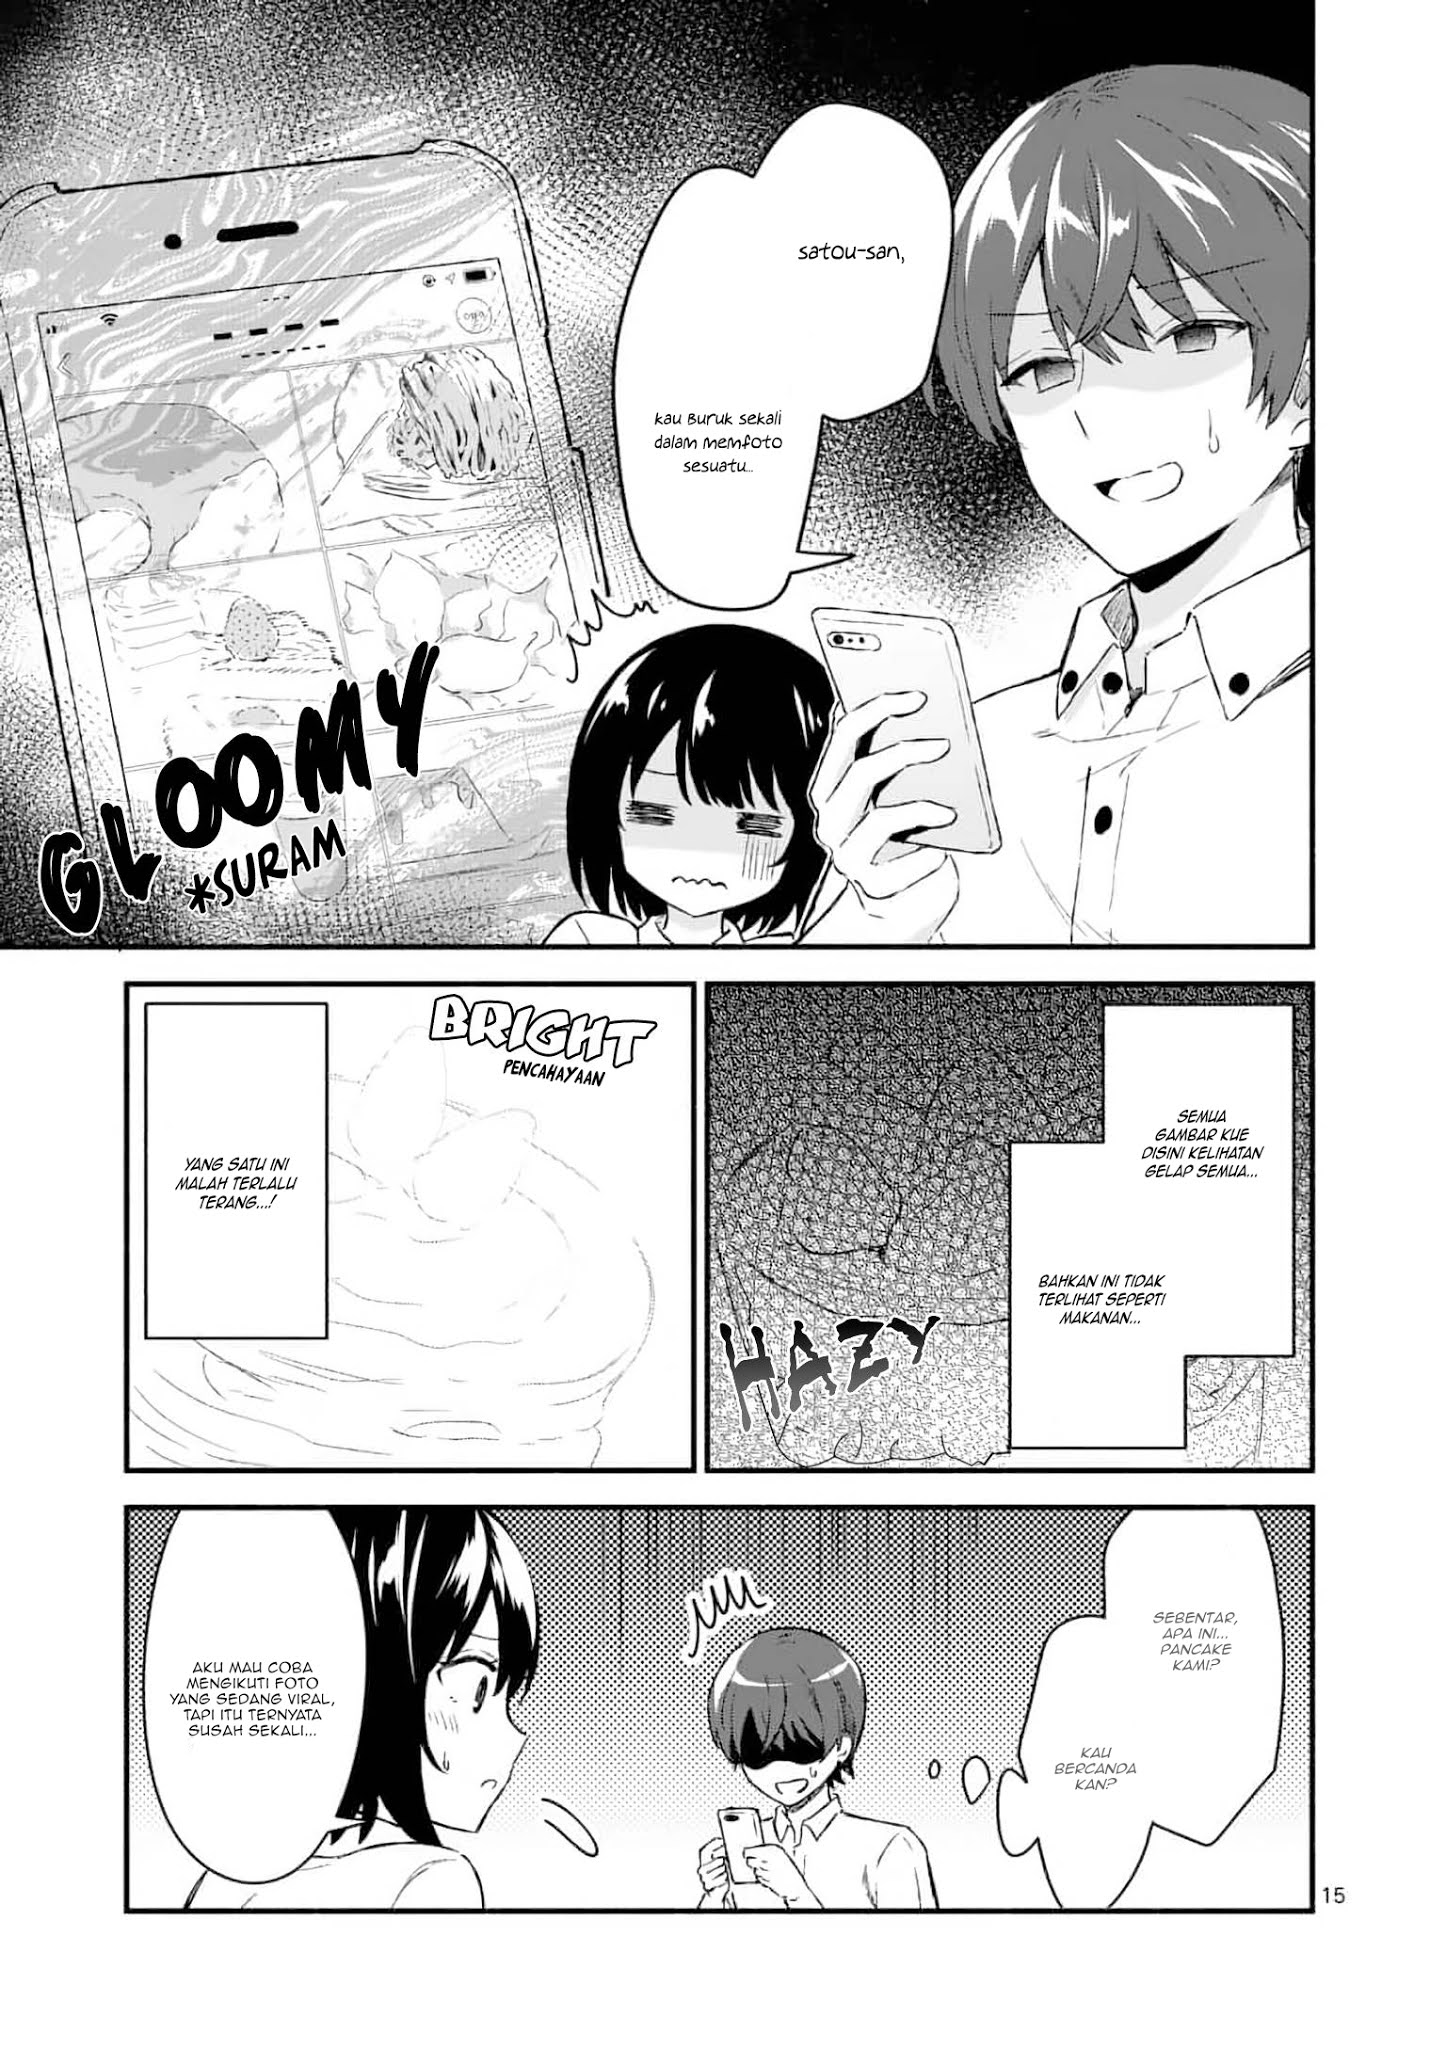 satou-san,
kau buruk sekali
dalam memfoto
sesuatu...
GLOOMY
*SURAM
SEMUA
GAMBAR KUE
DISINI KELIHATAN
GELAP SEMUA...
BAHKAN INI TIDAK
TERLIHAT SEPERTI
MAKANAN...
HAZY
BRIGHT
PENCAHAYAAN
YANG SATU INI
MALAH TERLALU
TERANG...!
SEBENTAR,
APA INI...
PANCAKE
KAMI?
KAU
BERCANDA
KAN?
AKU MAU COBA
MENGIKUTI FOTO
YANG SEDANG VIRAL,
TAPI ITU TERNYATA
SUSAH SEKALI...
15